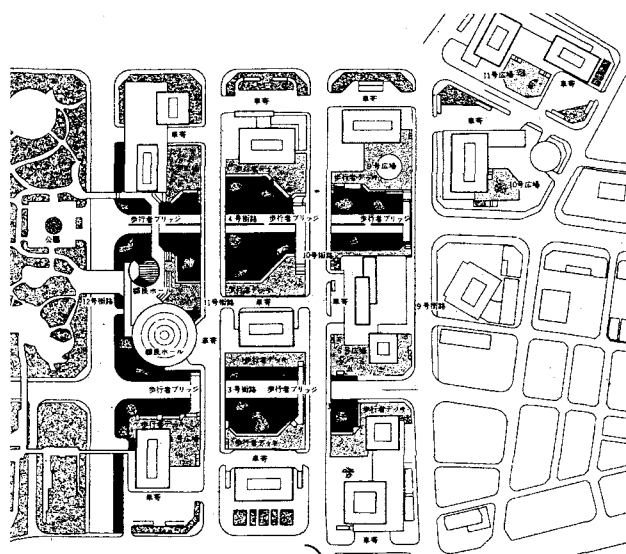 11号広場
車寄
車寄
車寄
車寄
車寄
号広場
10号広場
歩行者デッキ
歩行者ブリッジ
4号街路
歩行者ブリッジ
歩行者ブリッジ
公園
10号街路
都民ホール
12号街路
11号街路
車寄
車寄
9号街路
車寄
都民ホール
歩行者デッキ
歩行者ブリッジ
3号街路
歩行者ブリッジ
歩行者デッキ
歩行者デッキ
車寄
車寄
車寄